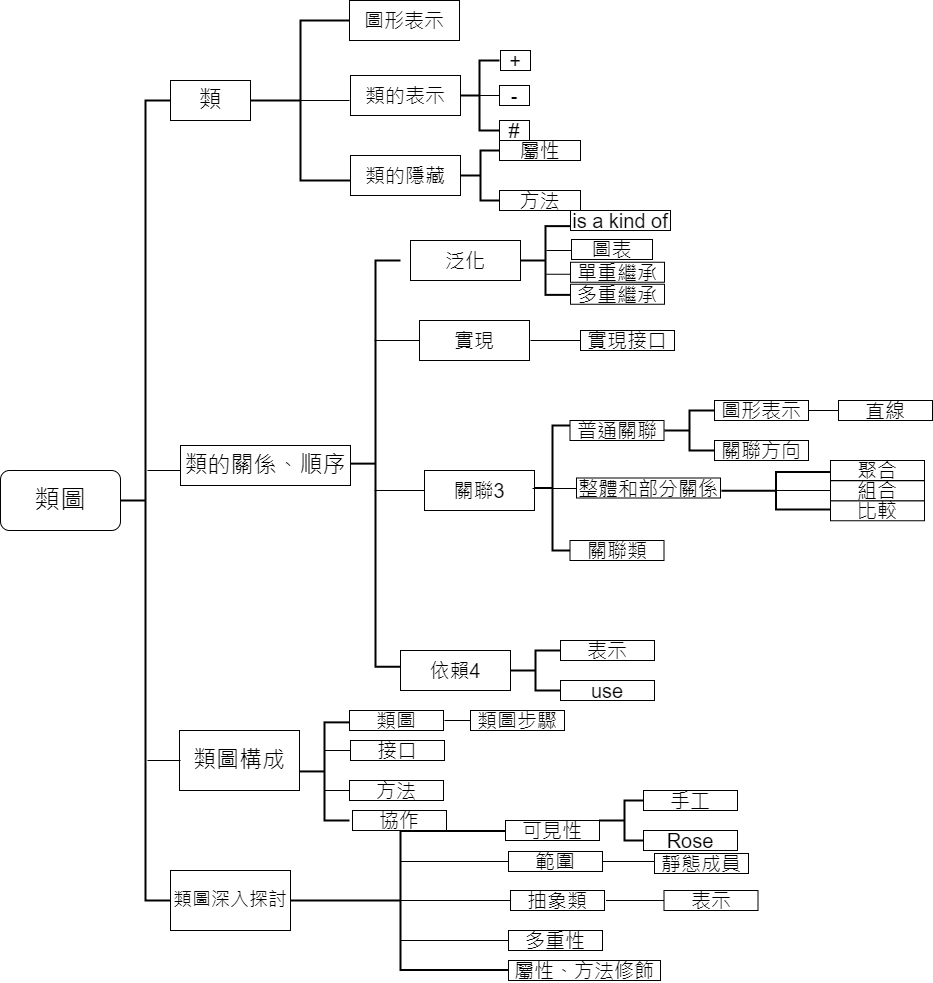 類圖
類
圖形表示
類的表示
+
-
#
類的隱藏
屬性
方法
類的關係、順序
泛化
is a kind of
圖表
單重繼承
多重繼承
實現
實現接口
關聯3
普通關聯
圖形表示
直線
關聯方向
整體和部分關係
聚合
組合
比較
關聯類
依賴4
表示
use
類圖構成
類圖
類圖步驟
接口
方法
協作
類圖深入探討
可見性
手工
Rose
範圍
靜態成員
抽象類
表示
多重性
屬性、方法修飾